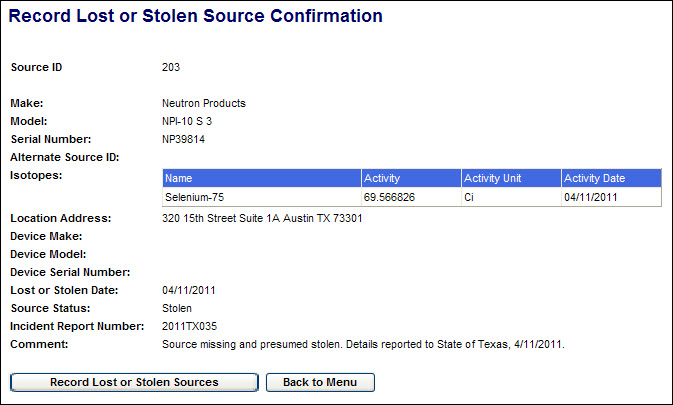 Record Lost or Stolen Source Confirmation
Source ID 203
Make: Neutron Products
Model: NPI-10 S 3
Serial Number: NP39814
Alternate Source ID:
Isotopes:
Name Activity Activity Unit Activity Date
Selenium-75 69.566826 Ci 04/11/2011
Location Address: 320 15th Street Suite 1A Austin TX 73301
Device Make:
Device Model:
Device Serial Number:
Lost or Stolen Date: 04/11/2011
Source Status: Stolen
Incident Report Number: 2011TX035
Comment: Source missing and presumed stolen. Details reported to State of Texas, 4/11/2011.
Record Lost or Stolen Sources Back to Menu